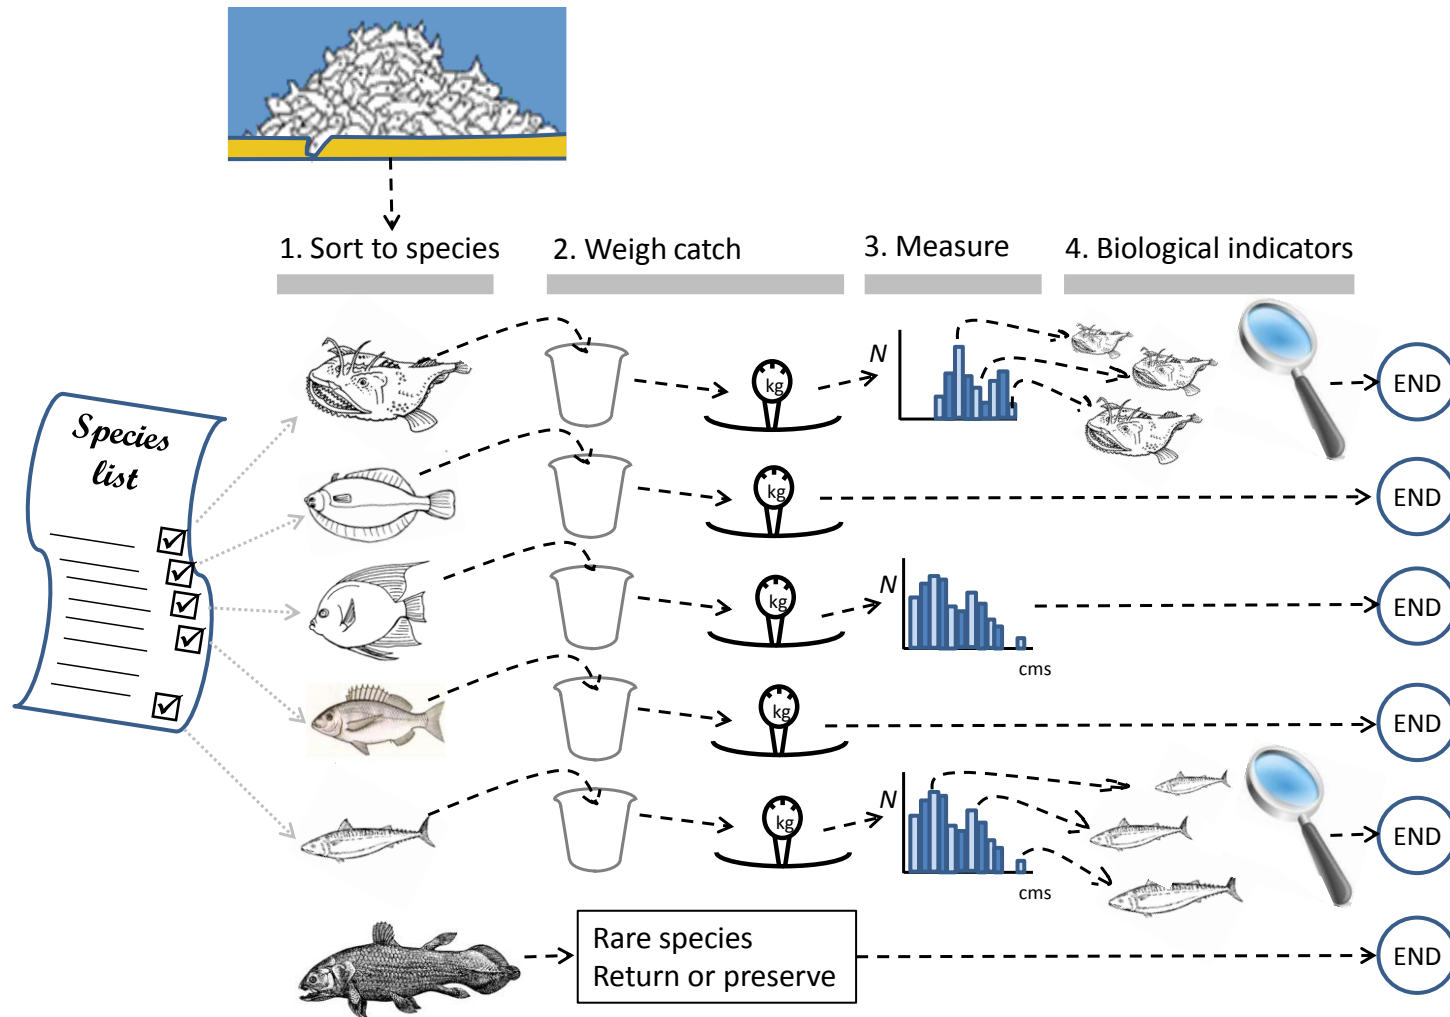 1. Sort to species
2. Weigh catch
3. Measure
4. Biological indicators
Species
list
kg
N
END
kg
END
kg
N
cms
END
kg
END
kg
N
cms
END
Rare species
Return or preserve
END